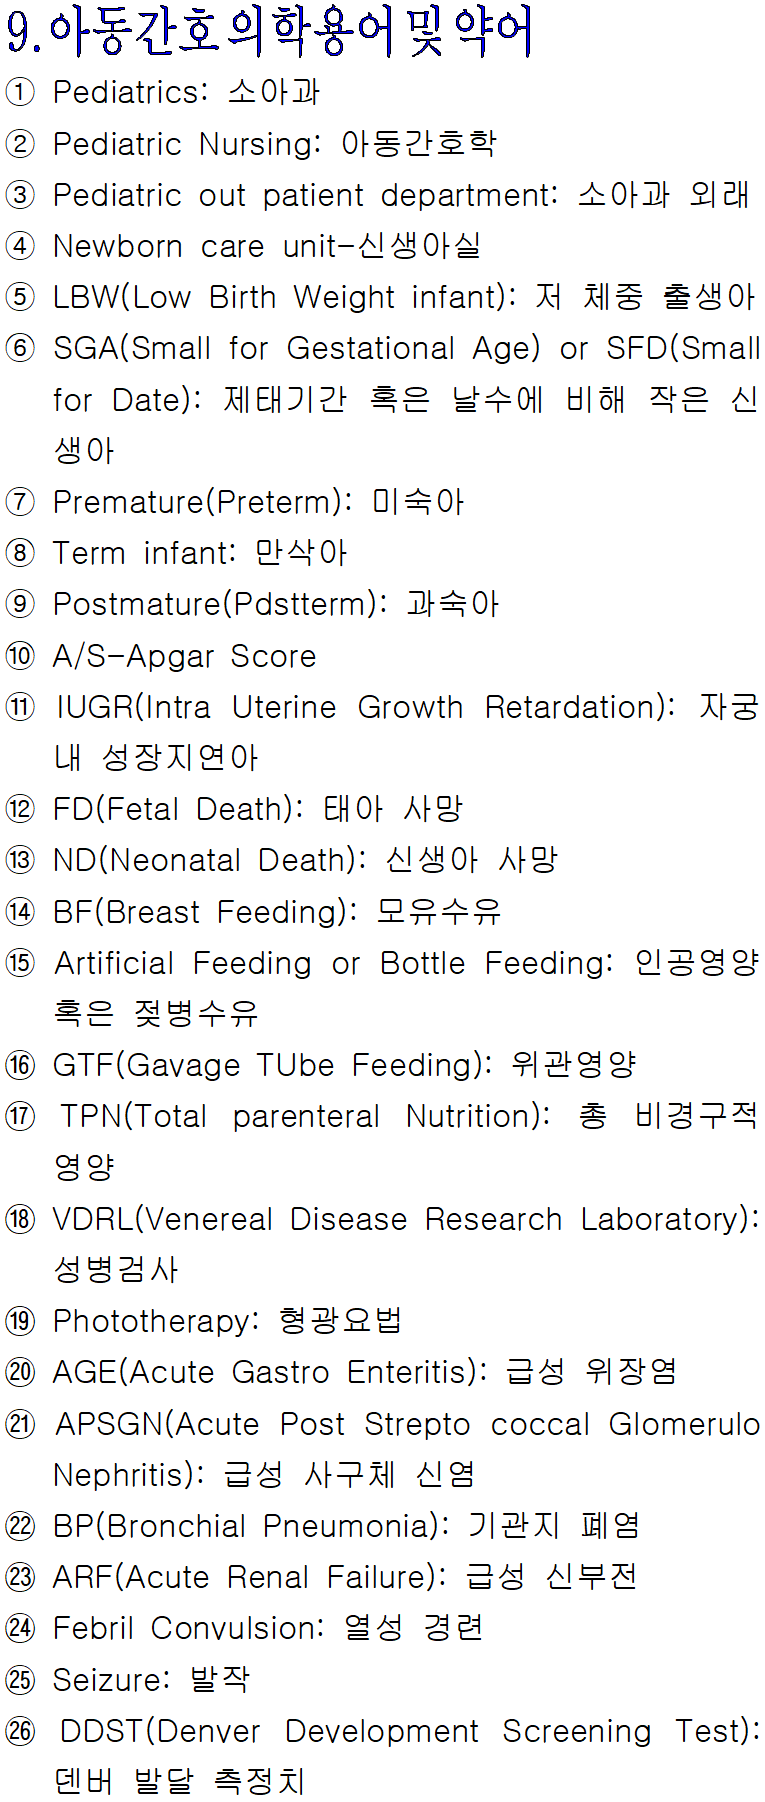 9. 아동간호 의학용어 및 약어
① Pediatrics: 소아과
② Pediatric Nursing: 아동간호학
③ Pediatric out patient department: 소아과 외래
④ Newborn care unit-신생아실
⑤ LBW(Low Birth Weight infant): 저 체중 출생아
⑥ SGA(Small for Gestational Age) or SFD(Small
for Date): 제태기간 혹은 날수에 비해 작은 신
생아
⑦ Premature(Preterm): 미숙아
⑧ Term infant: 만삭아
⑨ Postmature(Pdstterm): 과숙아
⑩ A/S-Apgar Score
⑪ IUGR(Intra Uterine Growth Retardation): 자궁
내 성장지연아
⑫ FD(Fetal Death): 태아 사망
⑬ ND(Neonatal Death): 신생아 사망
⑭ BF(Breast Feeding): 모유수유
⑮ Artificial Feeding or Bottle Feeding: 인공영양
혹은 젖병수유
⑯ GTF(Gavage TUbe Feeding): 위관영양
⑰ TPN(Total parenteral Nutrition): 총 비경구적
영양
⑱ VDRL(Venereal Disease Research Laboratory):
성병검사
⑲ Phototherapy: 형광요법
⑳ AGE(Acute Gastro Enteritis): 급성 위장염
㉑ APSGN(Acute Post Strepto coccal Glomerulo
Nephritis): 급성 사구체 신염
㉒ BP(Bronchial Pneumonia): 기관지 폐염
㉓ ARF(Acute Renal Failure): 급성 신부전
㉔ Febril Convulsion: 열성 경련
㉕ Seizure: 발작
㉖ DDST(Denver Development Screening Test):
덴버 발달 측정치